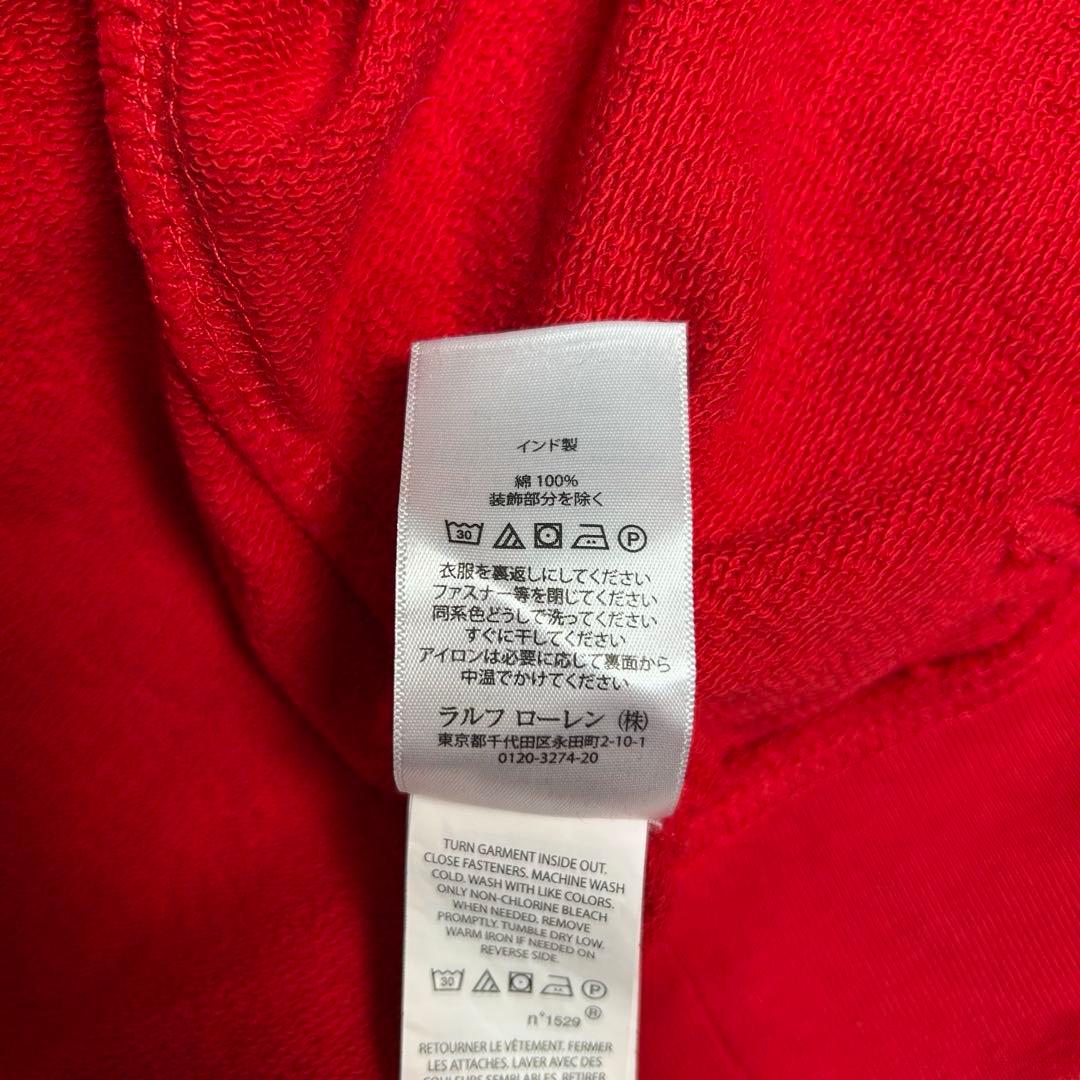 インド製
綿 100%
装飾部分を除く
30 P
衣服を裏返しにしてください
ファスナー等を閉じてください
同系色どうしで洗ってください
すぐに干してください
アイロンは必要に応じて裏面から
中温でかけてください
ラルフ ローレン (株)
東京都千代田区永田町2-10-1
0120-3274-20
TURN GARMENT INSIDE OUT.
CLOSE FASTENERS. MACHINE WASH
COLD. WASH WITH LIKE COLORS.
ONLY NON-CHLORINE BLEACH
WHEN NEEDED. REMOVE
PROMPTLY. TUMBLE DRY LOW.
WARM IRON IF NEEDED ON
REVERSE SIDE.
30 P
n°1529 ®
RETOURNER LE VÊTEMENT. FERMER
LES ATTACHES. LAVER AVEC DES
COULEURS SEMBLABLES. RETIRER